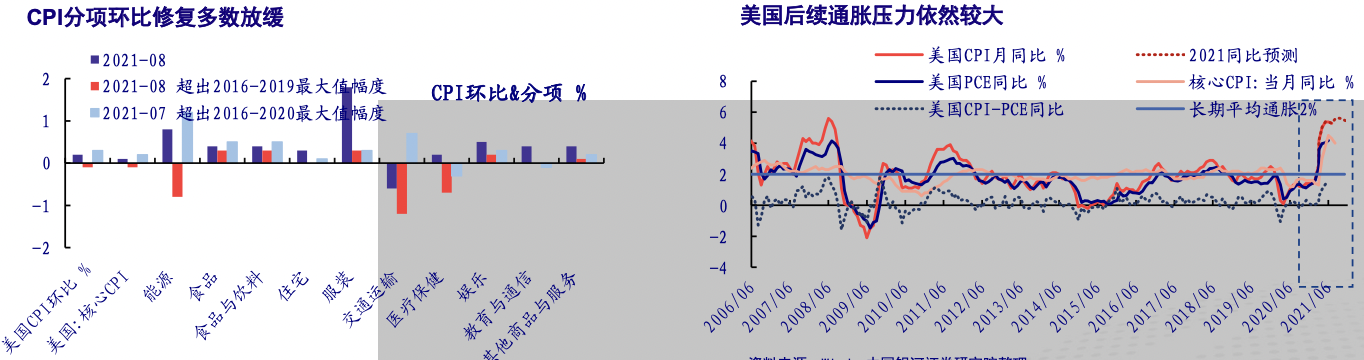 CPI分项环比修复多数放缓
2021-08
2021-08 超出2016-2019最大值幅度
2021-07 超出2016-2020最大值幅度
CPI环比&分项 %
2
1
0
-1
-2
美国CPI环比 %
美国:核心CPI
能源
食品
食品与饮料
住宅
服装
交通运输
医疗保健
娱乐
教育与通信
其他商品与服务
美国后续通胀压力依然较大
美国CPI月同比 %
2021同比预测
美国PCE同比 %
核心CPI:当月同比 %
美国CPI-PCE同比
长期平均通胀2%
8
6
4
2
0
-2
-4
2006/06
2007/06
2008/06
2009/06
2010/06
2011/06
2012/06
2013/06
2014/06
2015/06
2016/06
2017/06
2018/06
2019/06
2020/06
2021/06